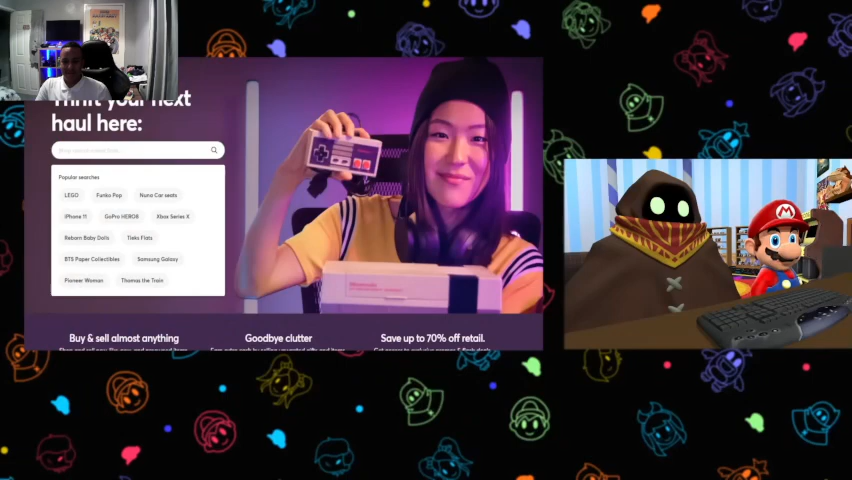 Thrift your next
haul here:
Popular searches
LEGO Funko Pop Nuna Car seats
iPhone 11 GoPro HERO8 Xbox Series X
Reborn Baby Dolls Tieks Flats
BTS Paper Collectibles Samsung Galaxy
Pioneer Woman Thomas the Train
Nintendo
M
Buy & sell almost anything Goodbye clutter Save up to 70% off retail.